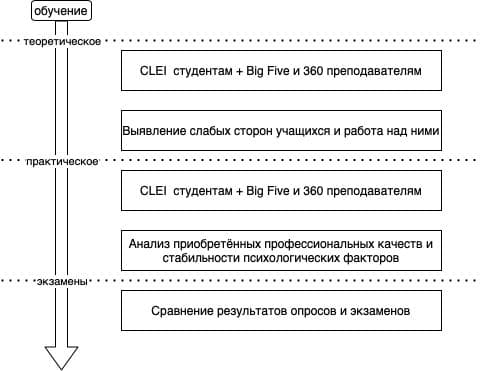 обучение
теоретическое
CLEI студентам + Big Five и 360 преподавателям
Выявление слабых сторон учащихся и работа над ними
практическое
CLEI студентам + Big Five и 360 преподавателям
Анализ приобретённых профессиональных качеств и
стабильности психологических факторов
экзамены
Сравнение результатов опросов и экзаменов